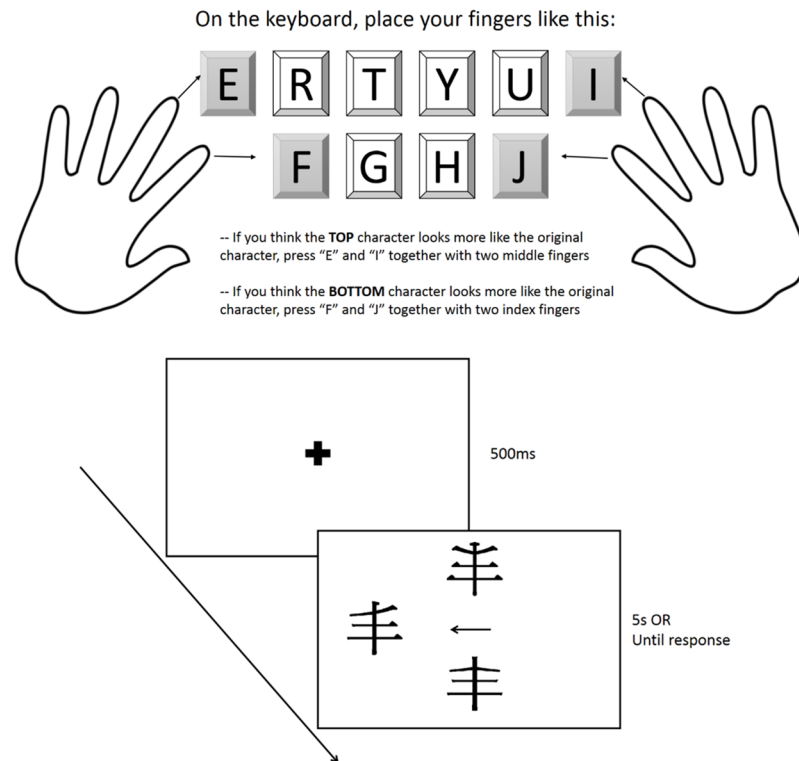 On the keyboard, place your fingers like this:
E R T Y U I
F G H J
-- If you think the TOP character looks more like the original
character, press “E” and “I” together with two middle fingers
-- If you think the BOTTOM character looks more like the original
character, press “F” and “J” together with two index fingers
500ms
5s OR
Until response